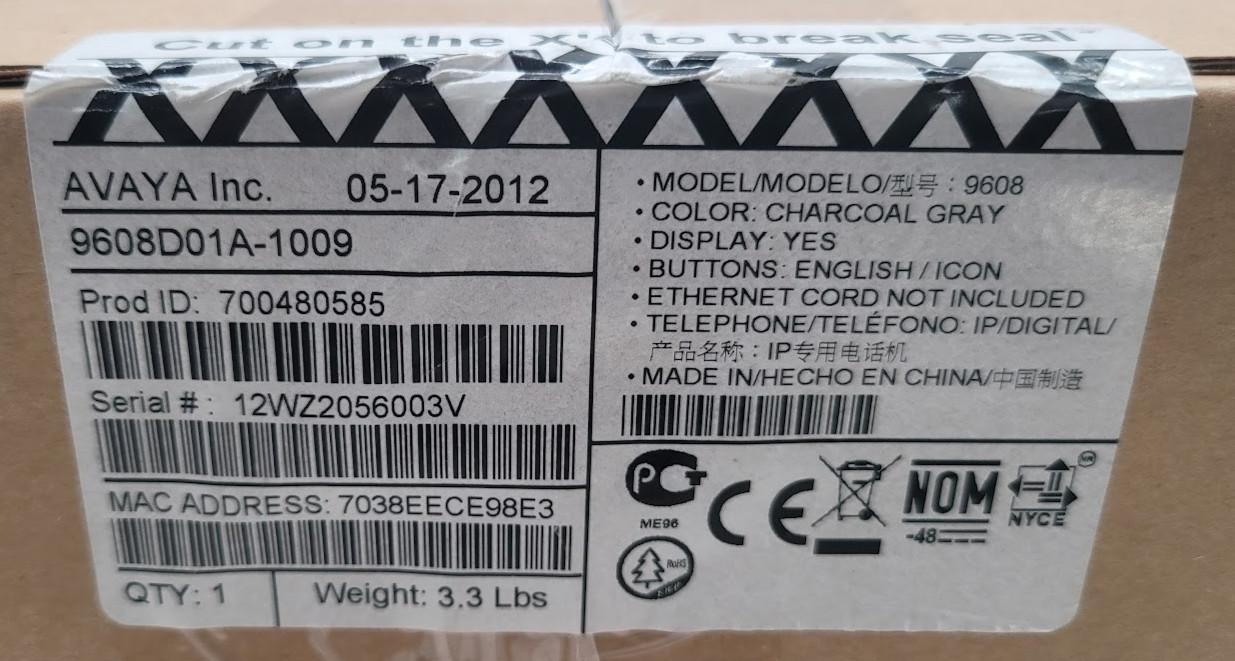 Cut on the X's to break seal
XXXXXXXX
AVAYA Inc. 05-17-2012
9608D01A-1009
Prod ID: 700480585
Serial #: 12WZ2056003V
MAC ADDRESS: 7038EECE98E3
QTY: 1 Weight: 3.3 Lbs
• MODEL/MODELO/型号：9608
• COLOR: CHARCOAL GRAY
• DISPLAY: YES
• BUTTONS: ENGLISH / ICON
• ETHERNET CORD NOT INCLUDED
• TELEPHONE/TELÉFONO: IP/DIGITAL/
产品名称：IP专用电话机
• MADE IN/HECHO EN CHINA/中国制造
PCT
ME96
CE
NOM
-48
NYCE
RoHS